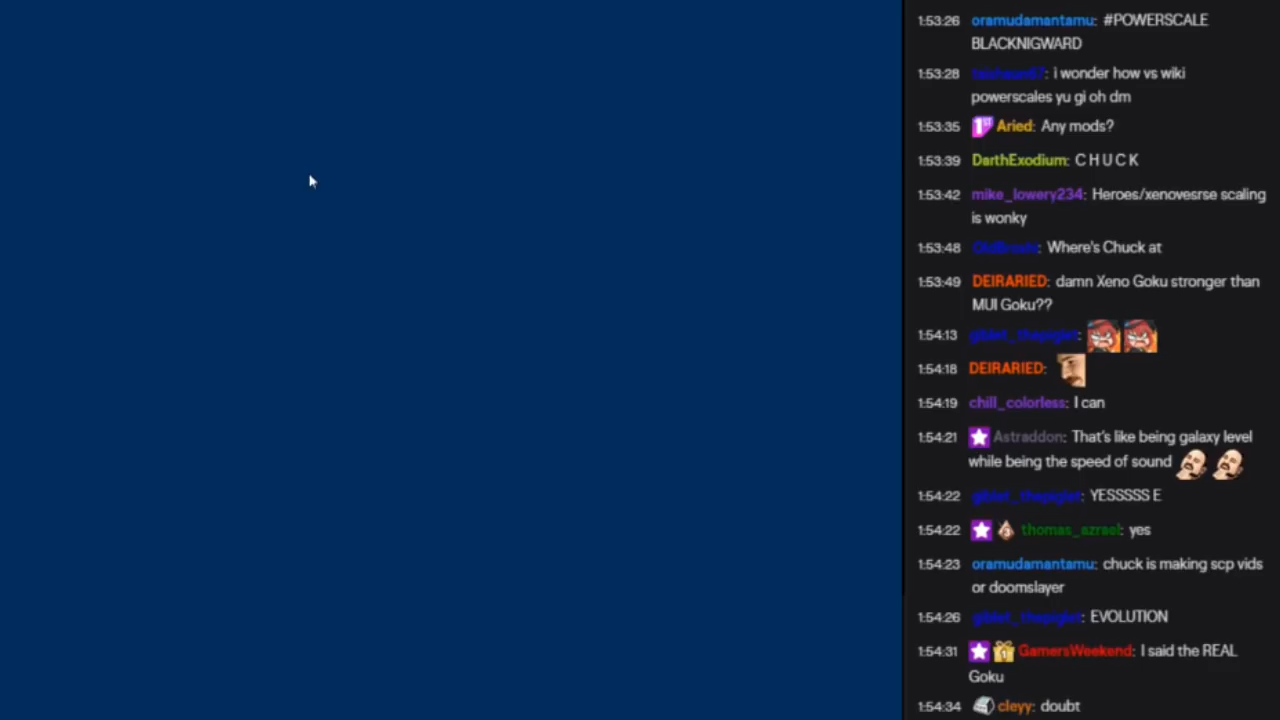 1:53:26 oramudamantamu: #POWERSCALE
BLACKNIGWARD
1:53:28 : i wonder how vs wiki
powerscales yu gi oh dm
1:53:35 Aried: Any mods?
1:53:39 DarthExodium: C H U C K
1:53:42 mike_lowery234: Heroes/xenovesrse scaling
is wonky
1:53:48 : Where's Chuck at
1:53:49 DEIRARIED: damn Xeno Goku stronger than
MUI Goku??
1:54:13 giblet_thepiglet:
1:54:18 DEIRARIED:
1:54:19 chill_colorless: I can
1:54:21 Astraddon: That's like being galaxy level
while being the speed of sound
1:54:22 giblet_thepiglet: YESSSSS E
1:54:22 thomas_azrael: yes
1:54:23 oramudamantamu: chuck is making scp vids
or doomslayer
1:54:26 giblet_thepiglet: EVOLUTION
1:54:31 GamersWeekend: I said the REAL
Goku
1:54:34 cleyy: doubt